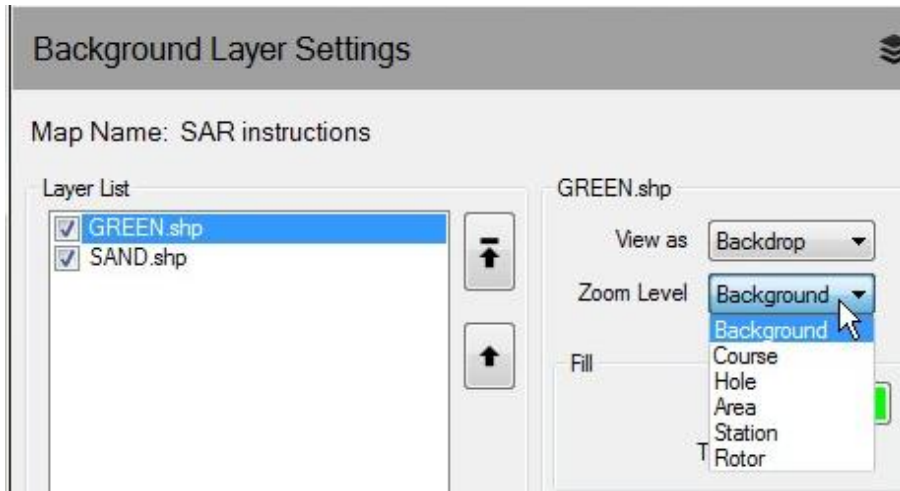 Background Layer Settings
Map Name: SAR instructions
Layer List
GREEN.shp
SAND.shp
GREEN.shp
View as Backdrop
Zoom Level Background
Background
Course
Hole
Area
Station
Rotor
Fill
T